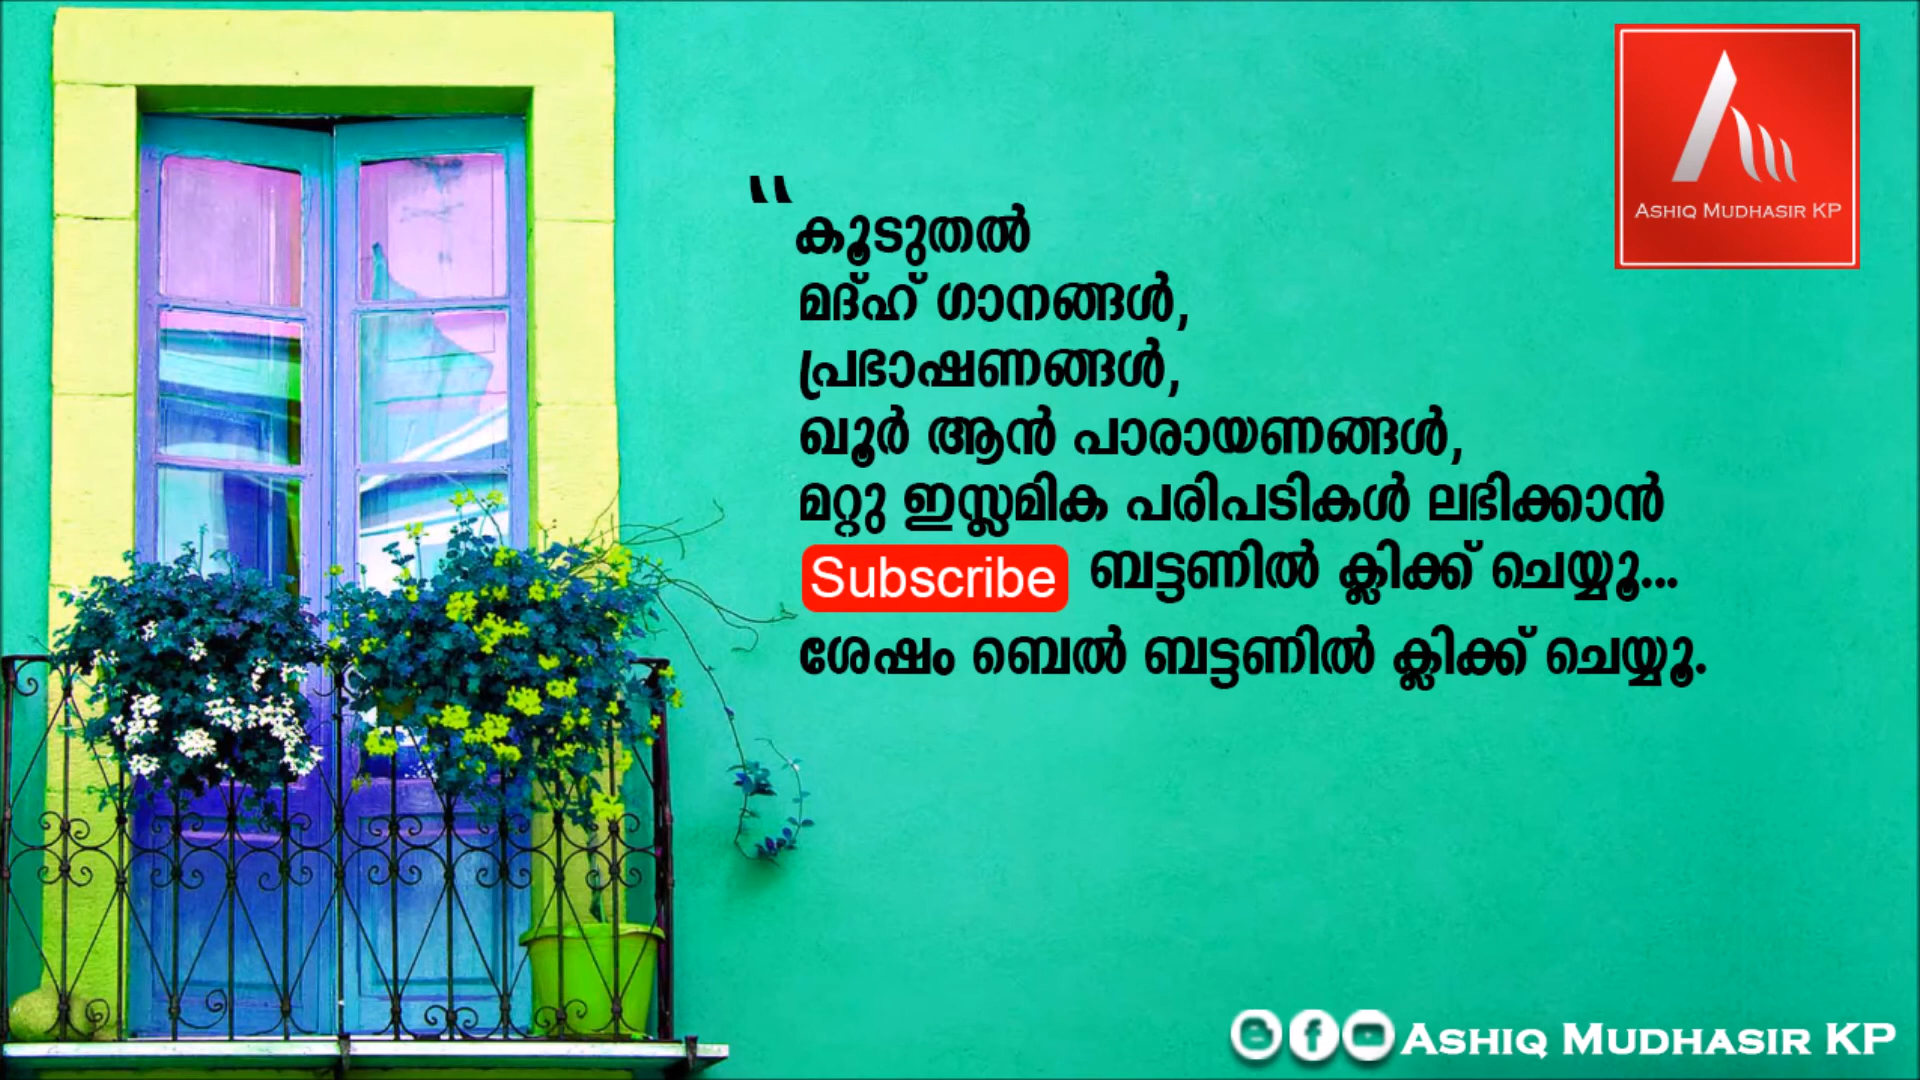 “
കൂടുതൽ
മദ്ഹ് ഗാനങ്ങൾ,
പ്രഭാഷണങ്ങൾ,
ഖൂർ ആൻ പാരായണങ്ങൾ,
മറ്റു ഇസ്ലമിക പരിപടികൾ ലഭിക്കാൻ
Subscribe ബട്ടണിൽ ക്ലിക്ക് ചെയ്യൂ...
ശേഷം ബെൽ ബട്ടണിൽ ക്ലിക്ക് ചെയ്യൂ.
ASHIQ MUDHASIR KP
ASHIQ MUDHASIR KP